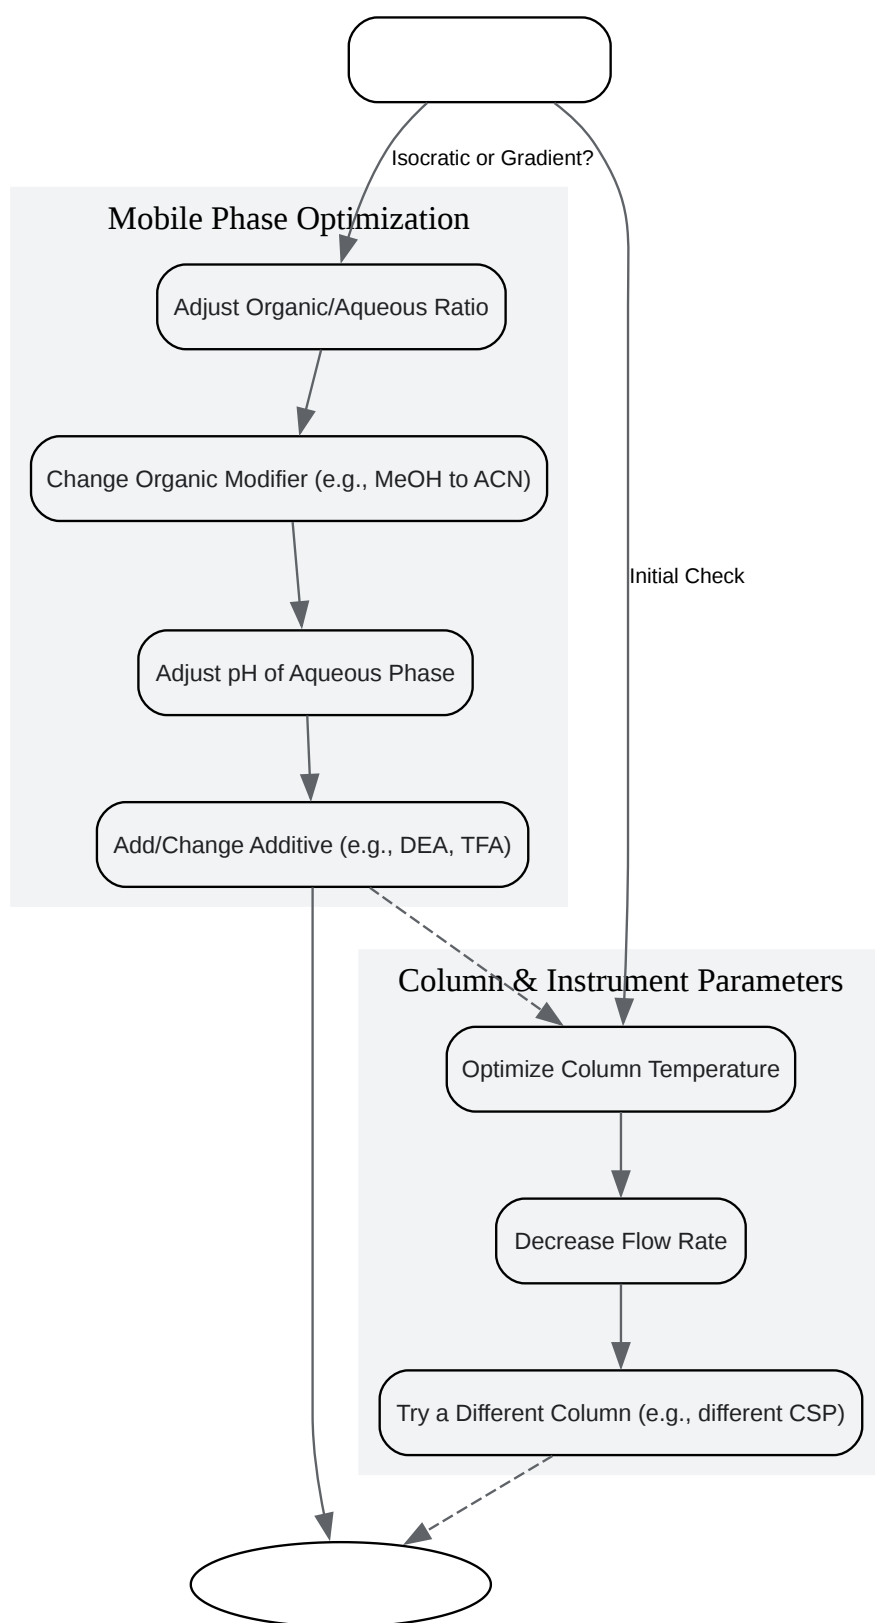 Isocratic or Gradient?
Mobile Phase Optimization
Adjust Organic/Aqueous Ratio
Change Organic Modifier (e.g., MeOH to ACN)
Initial Check
Adjust pH of Aqueous Phase
Add/Change Additive (e.g., DEA, TFA)
Column & Instrument Parameters
Optimize Column Temperature
Decrease Flow Rate
Try a Different Column (e.g., different CSP)